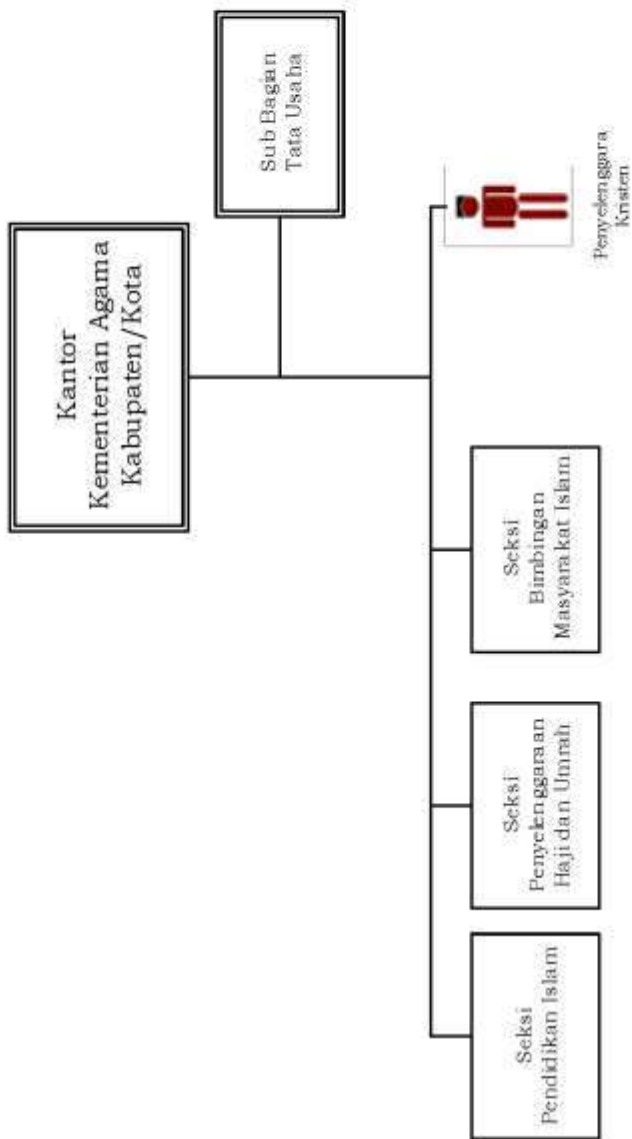 Kantor
Kementerian Agama
Kabupaten/Kota
Sub Bagian
Tata Usaha
Seksi
Pendidikan Islam
Seksi
Penyelenggaraan
Haji dan Umrah
Seksi
Bimbingan
Masyarakat Islam
Penyelenggara
Kristen